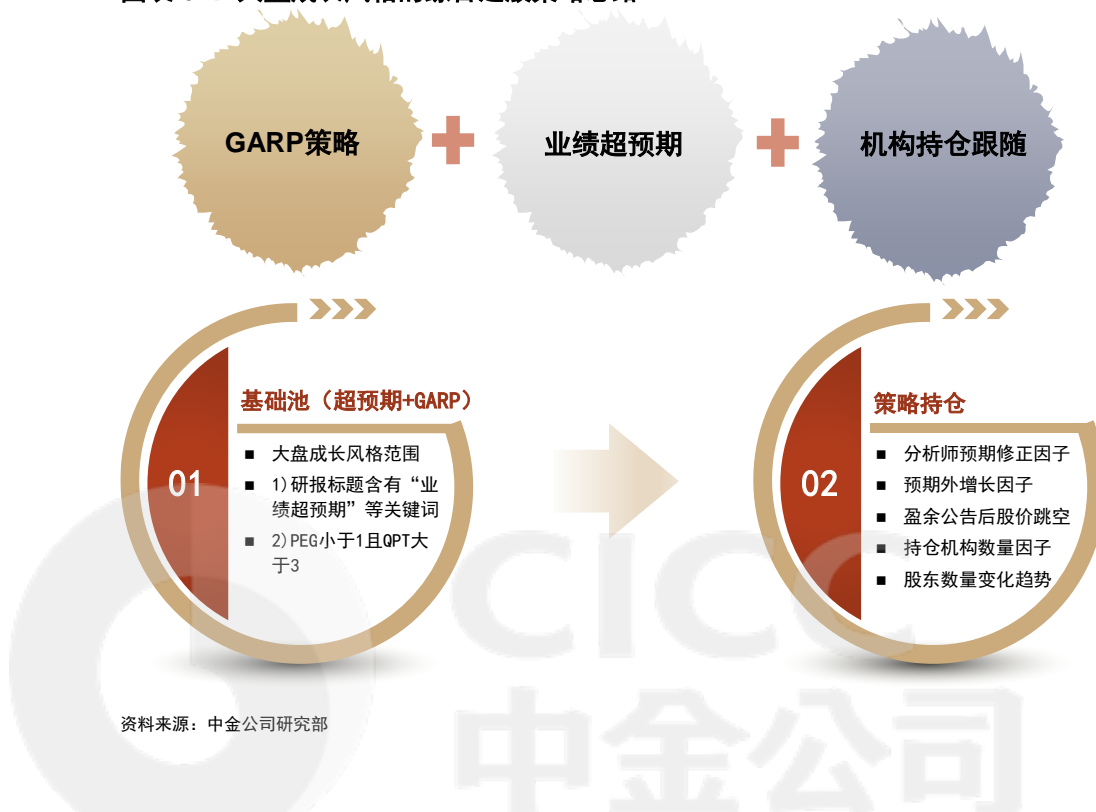 GARP策略
业绩超预期
机构持仓跟随
01
基础池（超预期+GARP）
■ 大盘成长风格范围
■ 1)研报标题含有“业
绩超预期”等关键词
■ 2)PEG小于1且QPT大
于3
02
策略持仓
■ 分析师预期修正因子
■ 预期外增长因子
■ 盈余公告后股价跳空
■ 持仓机构数量因子
■ 股东数量变化趋势
资料来源：中金公司研究部
CICC
中金公司